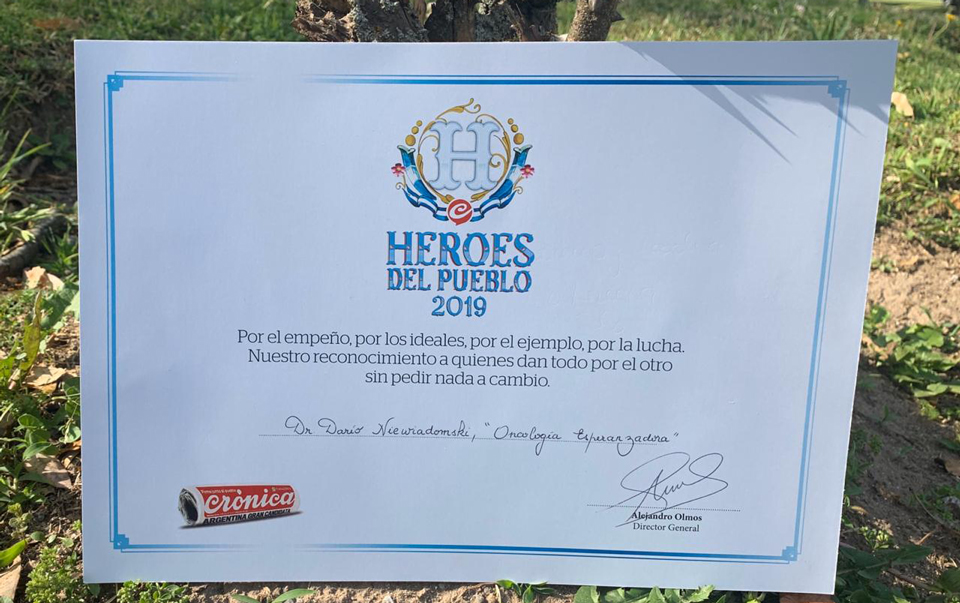 H
HEROES
DEL PUEBLO
2019
Por el empeño, por los ideales, por el ejemplo, por la lucha.
Nuestro reconocimiento a quienes dan todo por el otro
sin pedir nada a cambio.
Dr Darío Niewiadomski, "Oncología Esperanzadora"
crónica
ARGENTINA GRAN CANDIDATA
Alejandro Olmos
Director General